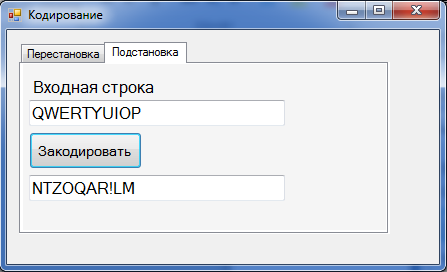 Кодирование
Перестановка Подстановка
Входная строка
QWERTYUIOP
Закодировать
NTZOQAR!LM